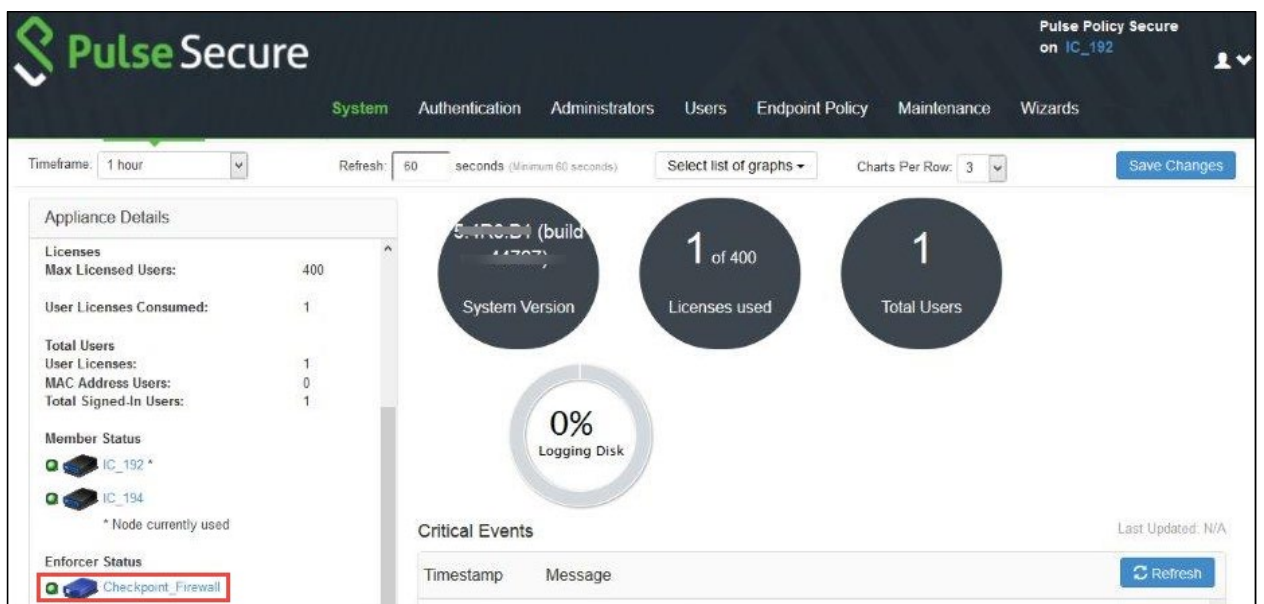 Pulse Secure
Pulse Policy Secure
on IC_192
System Authentication Administrators Users Endpoint Policy Maintenance Wizards
Timeframe: 1 hour Refresh: 60 seconds (Minimum 60 seconds) Select list of graphs Charts Per Row: 3 Save Changes
Appliance Details
Licenses
Max Licensed Users: 400
User Licenses Consumed: 1
Total Users
User Licenses: 1
MAC Address Users: 0
Total Signed-In Users: 1
Member Status
IC_192 *
IC_194
* Node currently used
Enforcer Status
Checkpoint_Firewall
(build
System Version
1 of 400
Licenses used
1
Total Users
0%
Logging Disk
Critical Events Last Updated: N/A
Timestamp Message Refresh